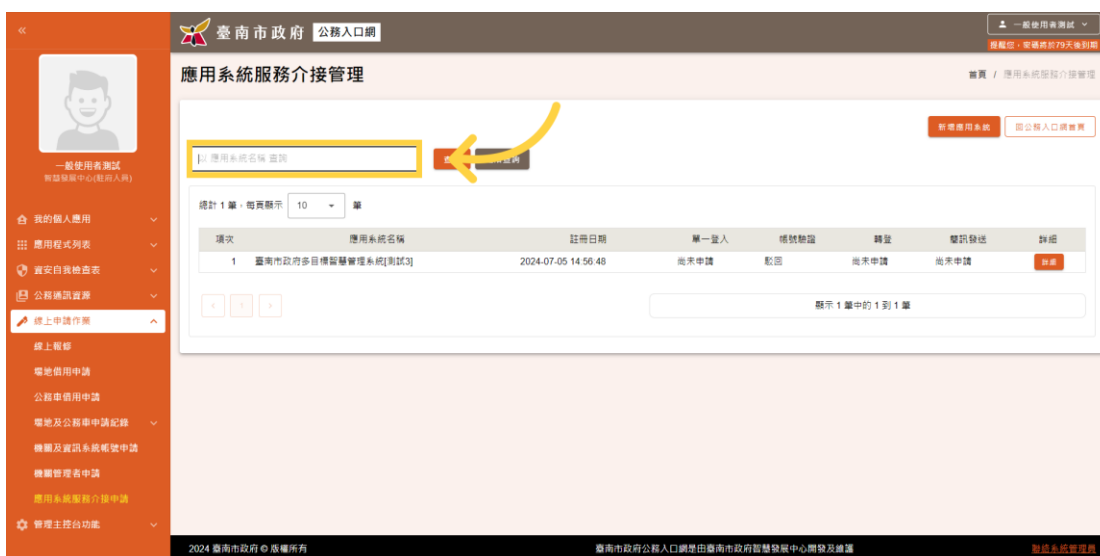 «
臺南市政府 公務入口網
一般使用者測試
提醒您，密碼將於79天後到期
一般使用者測試
智慧發展中心(駐府人員)
我的個人應用
應用程式列表
資安自我檢查表
公務通訊資源
線上申請作業
線上報修
場地借用申請
公務車借用申請
場地及公務車申請紀錄
機關及資訊系統帳號申請
機關管理者申請
應用系統服務介接申請
管理主控台功能
應用系統服務介接管理
首頁 / 應用系統服務介接管理
新增應用系統 回公務入口網首頁
以 應用系統名稱 查詢
總計 1 筆，每頁顯示 10 筆
項次 應用系統名稱 註冊日期 單一登入 帳號驗證 轉登 簡訊發送 詳細
1 臺南市政府多目標智慧管理系統[測試3] 2024-07-05 14:56:48 尚未申請 駁回 尚未申請 尚未申請 詳細
‹ 1 ›
顯示 1 筆中的 1 到 1 筆
2024 臺南市政府 © 版權所有 臺南市政府公務入口網是由臺南市政府智慧發展中心開發及維護 聯絡系統管理員